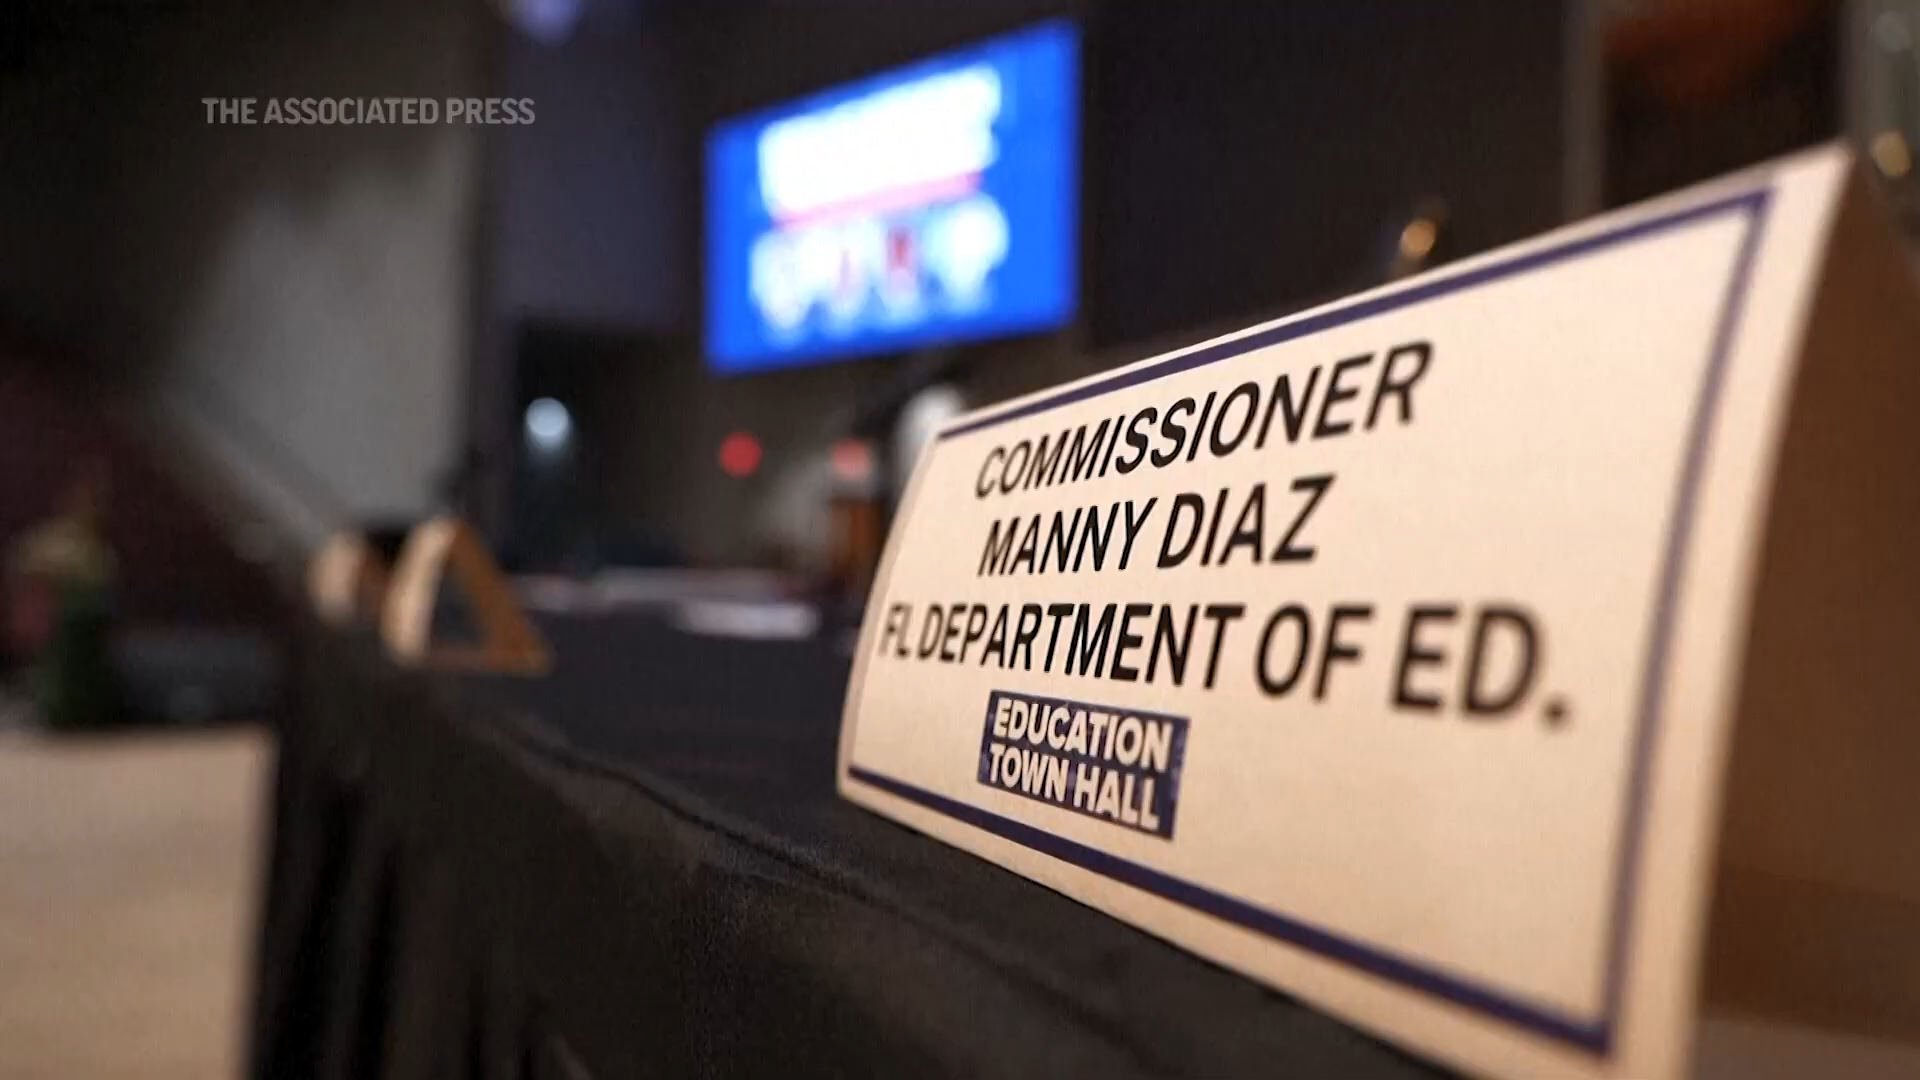 THE ASSOCIATED PRESS
COMMISSIONER
MANNY DIAZ
FL DEPARTMENT OF ED.
EDUCATION
TOWN HALL